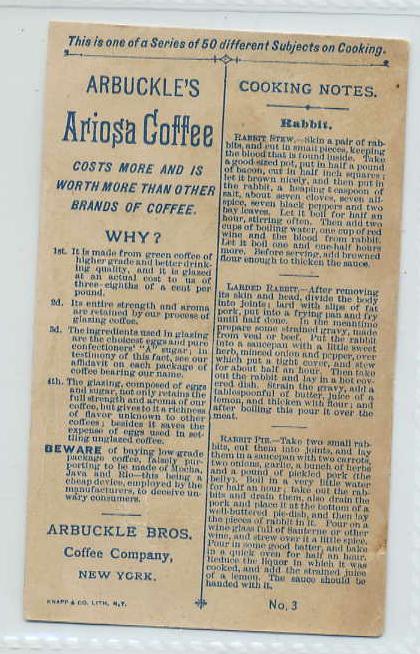 This is one of a Series of 50 different Subjects on Cooking.
ARBUCKLE'S
Ariosa Coffee
COSTS MORE AND IS
WORTH MORE THAN OTHER
BRANDS OF COFFEE.
WHY?
1st. It is made from green coffee of
higher grade and better drink-
ing quality, and it is glazed
at an actual cost to us of
three-eighths of a cent per
pound.
2d. Its entire strength and aroma
are retained by our process of
glazing coffee.
3d. The ingredients used in glazing
are the choicest eggs and pure
confectioners' "A" sugar; in
testimony of this fact, see our
affidavit on each package of
coffee bearing our name.
4th. The glazing, composed of eggs
and sugar, not only retains the
full strength and aroma of our
coffee, but gives to it a richness
of flavor unknown to other
coffees; besides it saves the
expense of eggs used in set-
tling unglazed coffee.
BEWARE of buying low-grade
package coffee, falsely pur-
porting to be made of Mocha,
Java and Rio—this being a
cheap device, employed by the
manufacturers, to deceive un-
wary consumers.
ARBUCKLE BROS.
Coffee Company,
NEW YORK.
KNAPP & CO. LITH. N.Y.
COOKING NOTES.
Rabbit.
RABBIT STEW.—Skin a pair of rab-
bits, and cut in small pieces, keeping
the blood that is found inside. Take
a good-sized pot, put in half a pound
of bacon, cut in half inch squares;
let it brown nicely, and then put in
the rabbit, a heaping teaspoon of
salt, about seven cloves, seven all-
spice, seven black peppers and two
bay leaves. Let it boil for half an
hour, stirring often. Then add two
cups of boiling water, one cup of red
wine and the blood from rabbit.
Let it boil one and one-half hours
more. Before serving, add browned
flour enough to thicken the sauce.
LARDED RABBIT.—After removing
its skin and head, divide the body
into joints; lard with slips of fat
pork, put into a frying pan and fry
until half done. In the meantime
prepare some strained gravy, made
from veal or beef. Put the rabbit
in a saucepan with a little sweet
herb, minced onion and pepper, over
which put a tight cover, and stew
for about half an hour. Then take
out the rabbit and lay in a hot cov-
ered dish. Strain the gravy, add a
tablespoonful of butter, juice of a
lemon, and thicken with flour; and
after boiling this pour it over the
meat.
RABBIT PIE.—Take two small rab-
bits, cut them into joints, and lay
them in a saucepan with two carrots,
two onions, garlic, a bunch of herbs
and a pound of pickled pork (the
belly). Boil in a very little water
for half an hour; take out the rab-
bits and drain them, also drain the
pork and place it at the bottom of a
well-buttered pie-dish, and then lay
the pieces of rabbit in it. Pour on a
wine glass full of Sauterne or other
wine, and strew over it a little spice.
Pour in some good batter, and bake
in a quick oven for half an hour.
Reduce the liquor in which it was
cooked, and add the strained juice
of a lemon. The sauce should be
handed with it.
No. 3